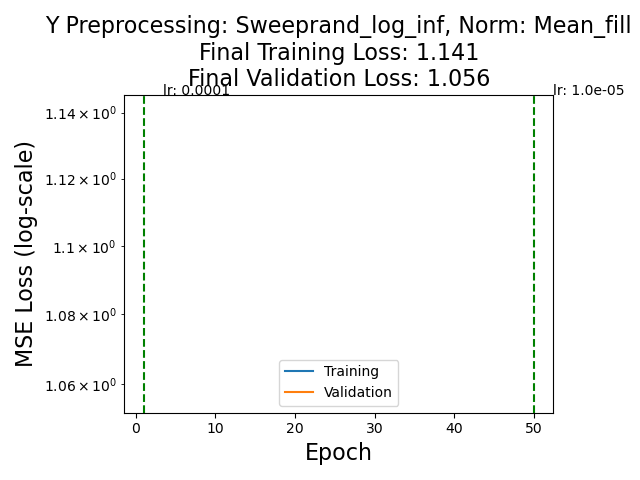 Y Preprocessing: Sweeprand_log_inf, Norm: Mean_fill
Final Training Loss: 1.141
Final Validation Loss: 1.056
lr: 0.0001
lr: 1.0e-05
1.14 × 10⁰
1.12 × 10⁰
1.1 × 10⁰
1.08 × 10⁰
1.06 × 10⁰
MSE Loss (log-scale)
Training
Validation
0 10 20 30 40 50
Epoch